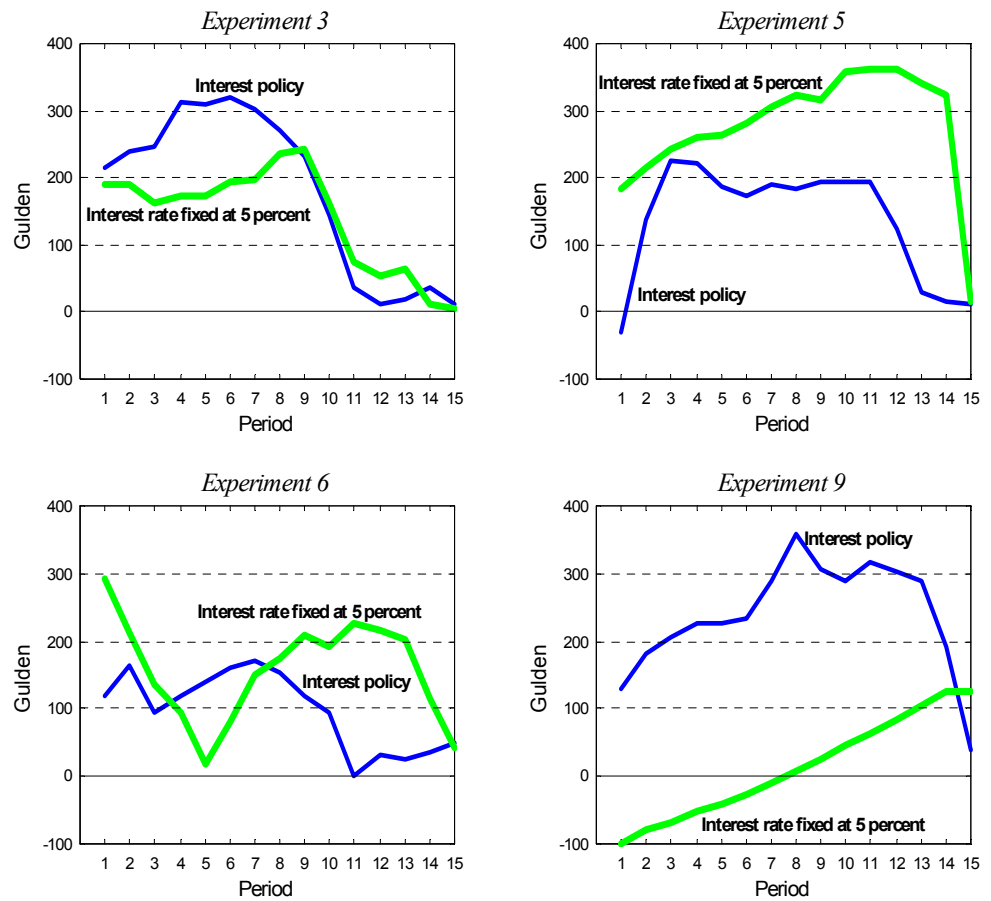 Experiment 3
400
300
200
100
0
-100
Gulden
Interest policy
Interest rate fixed at 5 percent
1 2 3 4 5 6 7 8 9 10 11 12 13 14 15
Period
Experiment 5
400
300
200
100
0
-100
Gulden
Interest rate fixed at 5 percent
Interest policy
1 2 3 4 5 6 7 8 9 10 11 12 13 14 15
Period
Experiment 6
400
300
200
100
0
-100
Gulden
Interest rate fixed at 5 percent
Interest policy
1 2 3 4 5 6 7 8 9 10 11 12 13 14 15
Period
Experiment 9
400
300
200
100
0
-100
Gulden
Interest policy
Interest rate fixed at 5 percent
1 2 3 4 5 6 7 8 9 10 11 12 13 14 15
Period